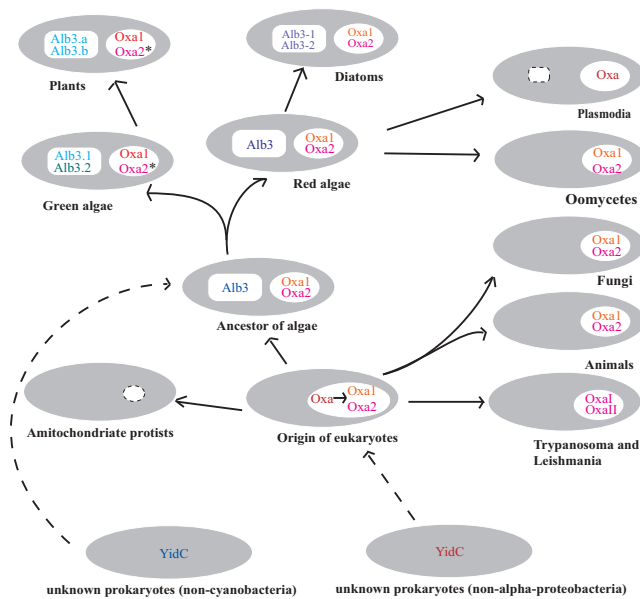 Alb3.a
Alb3.b
Oxa1
Oxa2*
Plants
Alb3-1
Alb3-2
Oxa1
Oxa2
Diatoms
Oxa
Plasmodia
Alb3.1
Alb3.2
Oxa1
Oxa2*
Green algae
Alb3
Oxa1
Oxa2
Red algae
Oxa1
Oxa2
Oomycetes
Oxa1
Oxa2
Fungi
Alb3
Oxa1
Oxa2
Ancestor of algae
Oxa1
Oxa2
Animals
Amitochondriate protists
Oxa
Oxa1
Oxa2
Origin of eukaryotes
OxaI
OxaII
Trypanosoma and
Leishmania
YidC
unknown prokaryotes (non-cyanobacteria)
YidC
unknown prokaryotes (non-alpha-proteobacteria)